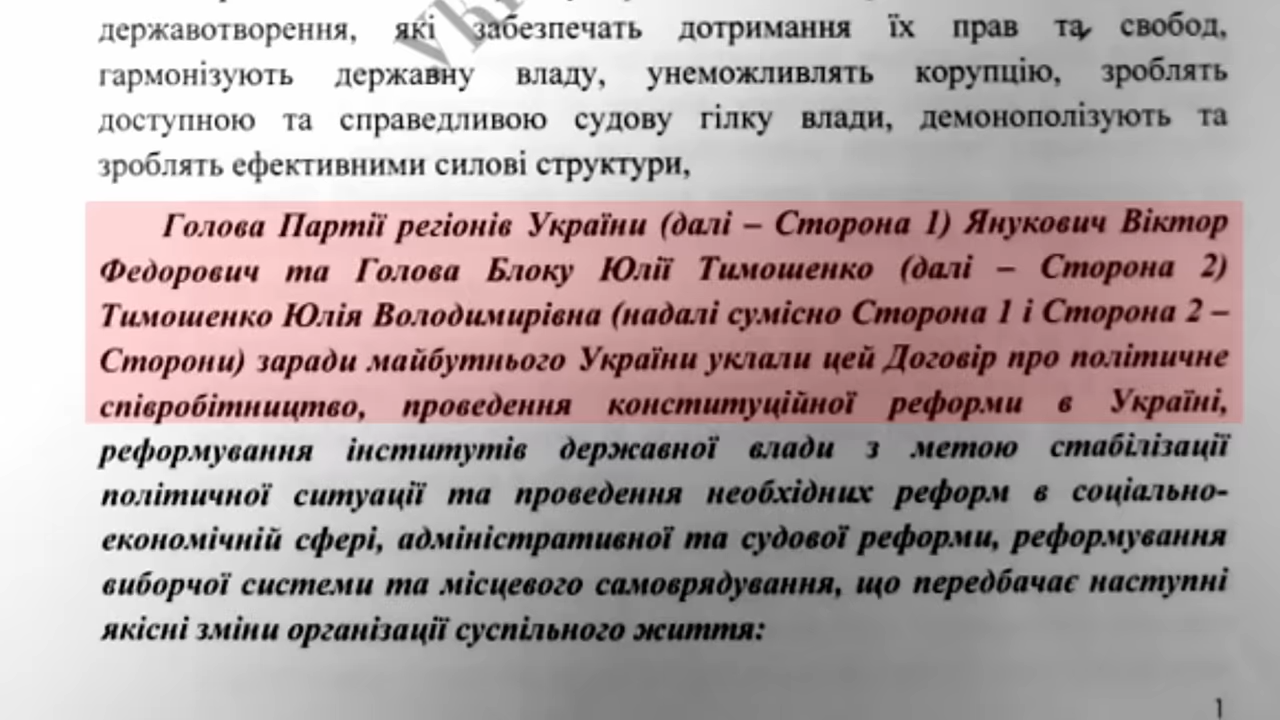 державотворення, які забезпечать дотримання їх прав та свобод,
гармонізують державну владу, унеможливлять корупцію, зроблять
доступною та справедливою судову гілку влади, демонополізують та
зроблять ефективними силові структури,
Голова Партії регіонів України (далі – Сторона 1) Янукович Віктор
Федорович та Голова Блоку Юлії Тимошенко (далі – Сторона 2)
Тимошенко Юлія Володимирівна (надалі сумісно Сторона 1 і Сторона 2 –
Сторони) заради майбутнього України уклали цей Договір про політичне
співробітництво, проведення конституційної реформи в Україні,
реформування інститутів державної влади з метою стабілізації
політичної ситуації та проведення необхідних реформ в соціально-
економічній сфері, адміністративної та судової реформи, реформування
виборчої системи та місцевого самоврядування, що передбачає наступні
якісні зміни організації суспільного життя:
1